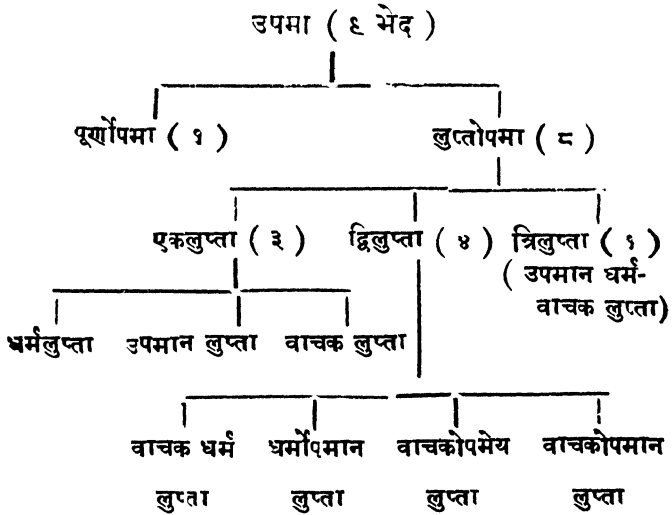 उपमा ( ९ भेद )
पूर्णोपमा ( १ ) लुप्तोपमा ( ८ )
एकलुप्ता ( ३ ) द्विलुप्ता ( ४ ) त्रिलुप्ता ( १ )
( उपमान धर्म-
वाचक लुप्ता)
धर्मलुप्ता उपमान लुप्ता वाचक लुप्ता
वाचक धर्म धर्मोपमान वाचकोपमेय वाचकोपमान
लुप्ता लुप्ता लुप्ता लुप्ता